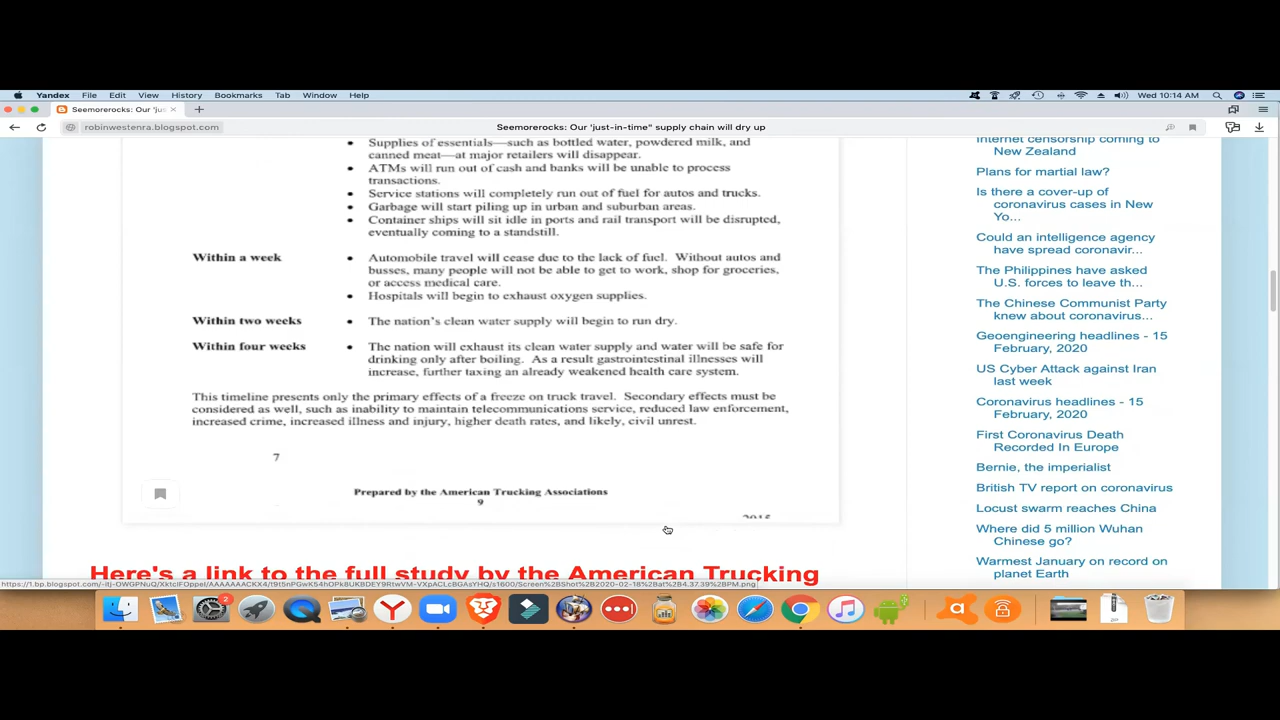 Yandex File Edit View History Bookmarks Tab Window Help Wed 10:14 AM
Seemorerocks: Our 'jus
robinwestenra.blogspot.com Seemorerocks: Our 'just-in-time" supply chain will dry up
• Supplies of essentials—such as bottled water, powdered milk, and
canned meat—at major retailers will disappear.
• ATMs will run out of cash and banks will be unable to process
transactions.
• Service stations will completely run out of fuel for autos and trucks.
• Garbage will start piling up in urban and suburban areas.
• Container ships will sit idle in ports and rail transport will be disrupted,
eventually coming to a standstill.
Within a week • Automobile travel will cease due to the lack of fuel. Without autos and
busses, many people will not be able to get to work, shop for groceries,
or access medical care.
• Hospitals will begin to exhaust oxygen supplies.
Within two weeks • The nation's clean water supply will begin to run dry.
Within four weeks • The nation will exhaust its clean water supply and water will be safe for
drinking only after boiling. As a result gastrointestinal illnesses will
increase, further taxing an already weakened health care system.
This timeline presents only the primary effects of a freeze on truck travel. Secondary effects must be
considered as well, such as inability to maintain telecommunications service, reduced law enforcement,
increased crime, increased illness and injury, higher death rates, and likely, civil unrest.
7
Prepared by the American Trucking Associations
9
2015
Here's a link to the full study by the American Trucking
Internet censorship coming to
New Zealand
Plans for martial law?
Is there a cover-up of
coronavirus cases in New
Yo...
Could an intelligence agency
have spread coronavir...
The Philippines have asked
U.S. forces to leave th...
The Chinese Communist Party
knew about coronavirus...
Geoengineering headlines - 15
February, 2020
US Cyber Attack against Iran
last week
Coronavirus headlines - 15
February, 2020
First Coronavirus Death
Recorded In Europe
Bernie, the imperialist
British TV report on coronavirus
Locust swarm reaches China
Where did 5 million Wuhan
Chinese go?
Warmest January on record on
planet Earth
2